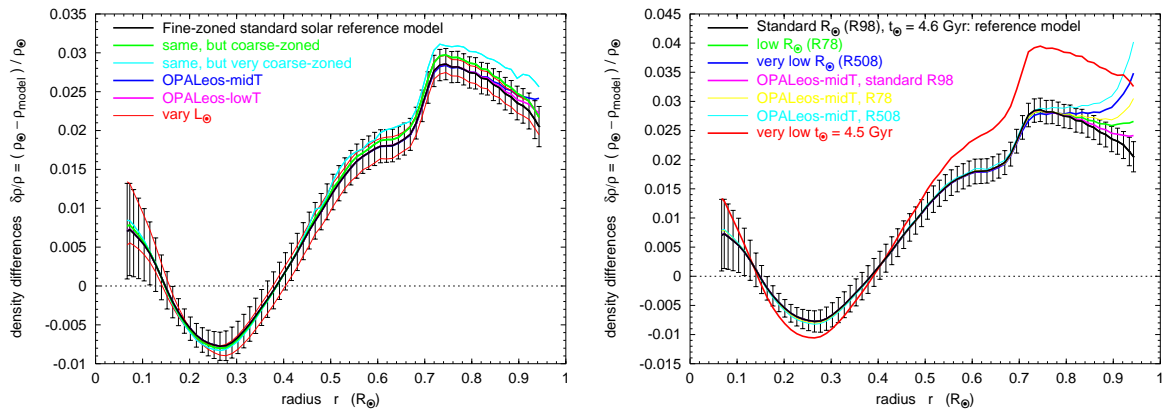 density differences δρ/ρ = ( ρ☉ − ρmodel ) / ρ☉
0.035
0.03
0.025
0.02
0.015
0.01
0.005
0
-0.005
-0.01
Fine-zoned standard solar reference model
same, but coarse-zoned
same, but very coarse-zoned
OPALeos-midT
OPALeos-lowT
vary L☉
0 0.1 0.2 0.3 0.4 0.5 0.6 0.7 0.8 0.9 1
radius r (R☉)
density differences δρ/ρ = ( ρ☉ − ρmodel ) / ρ☉
0.045
0.04
0.035
0.03
0.025
0.02
0.015
0.01
0.005
0
-0.005
-0.01
-0.015
Standard R☉ (R98), t☉ = 4.6 Gyr: reference model
low R☉ (R78)
very low R☉ (R508)
OPALeos-midT, standard R98
OPALeos-midT, R78
OPALeos-midT, R508
very low t☉ = 4.5 Gyr
0 0.1 0.2 0.3 0.4 0.5 0.6 0.7 0.8 0.9 1
radius r (R☉)